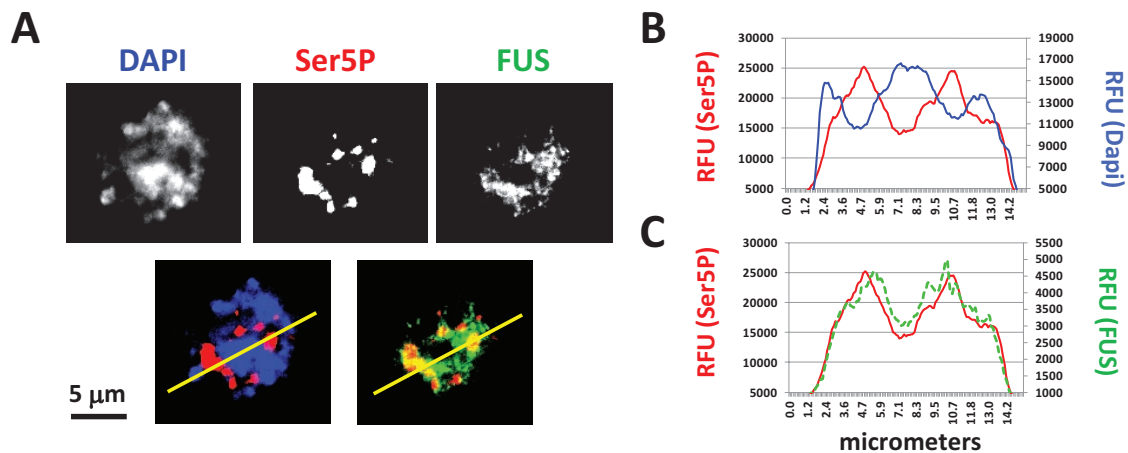 A
DAPI Ser5P FUS
5 µm
B
RFU (Ser5P)
30000
25000
20000
15000
10000
5000
19000
17000
15000
13000
11000
9000
7000
5000
RFU (Dapi)
0.0 1.2 2.4 3.6 4.7 5.9 7.1 8.3 9.5 10.7 11.8 13.0 14.2
C
RFU (Ser5P)
30000
25000
20000
15000
10000
5000
5500
5000
4500
4000
3500
3000
2500
2000
1500
1000
RFU (FUS)
0.0 1.2 2.4 3.6 4.7 5.9 7.1 8.3 9.5 10.7 11.8 13.0 14.2
micrometers